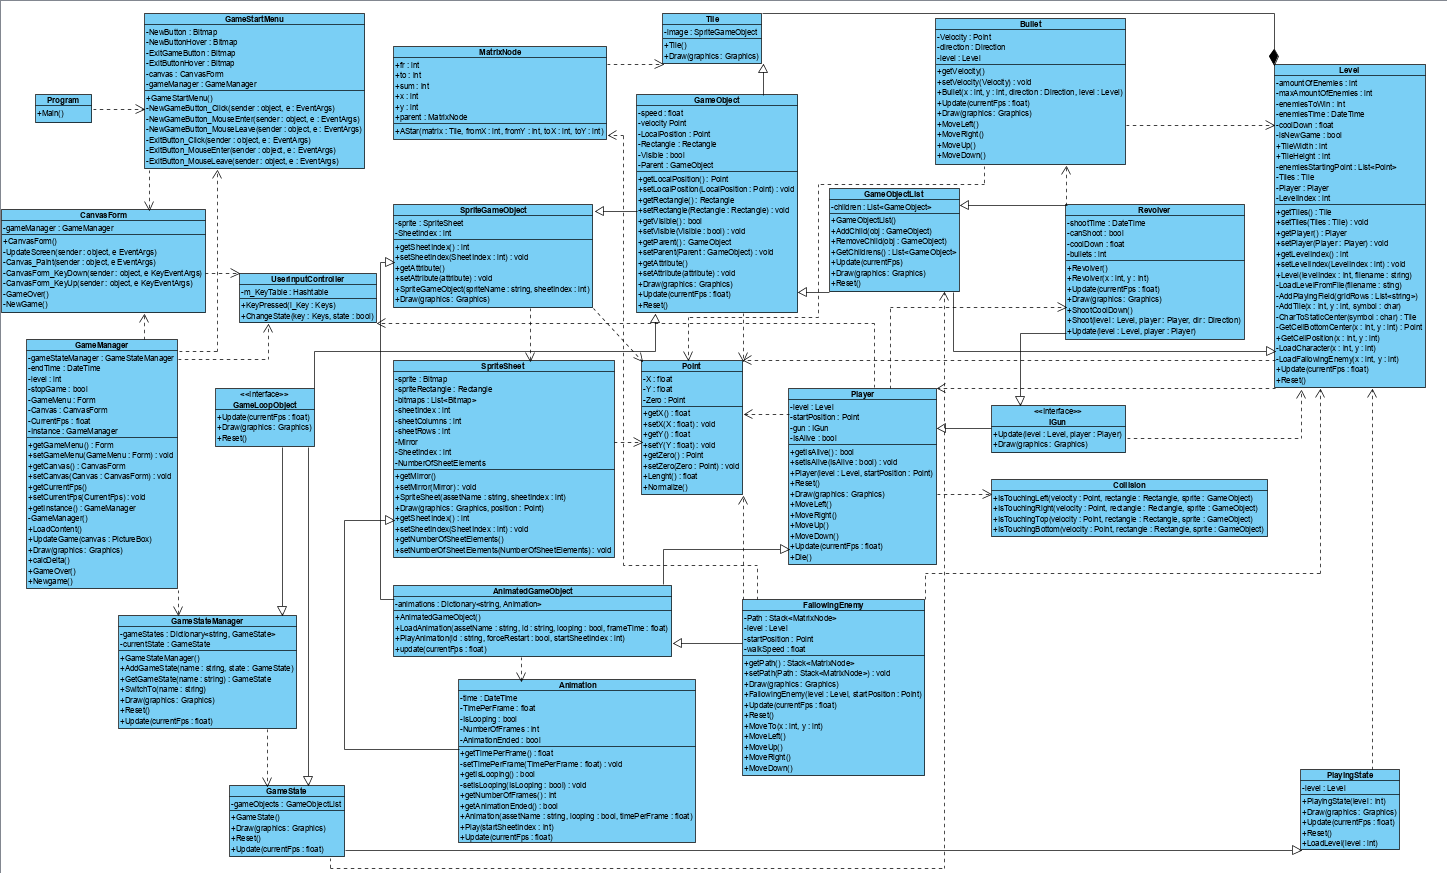 GameStartMenu
-NewButton : Bitmap
-NewButtonHover : Bitmap
-ExitGameButton : Bitmap
-ExitButtonHover : Bitmap
-canvas : CanvasForm
-gameManager : GameManager
+GameStartMenu()
-NewGameButton_Click(sender : object, e : EventArgs)
-NewGameButton_MouseEnter(sender : object, e : EventArgs)
-NewGameButton_MouseLeave(sender : object, e : EventArgs)
-ExitButton_Click(sender : object, e : EventArgs)
-ExitButton_MouseEnter(sender : object, e : EventArgs)
-ExitButton_MouseLeave(sender : object, e : EventArgs)
Program
+Main()
MatrixNode
+fr : int
+to : int
+sum : int
+x : int
+y : int
+parent : MatrixNode
+AStar(matrix : Tile, fromX : int, fromY : int, toX : int, toY : int)
Tile
-Image : SpriteGameObject
+Tile()
+Draw(graphics : Graphics)
Bullet
-Velocity : Point
-direction : Direction
-level : Level
+getVelocity()
+setVelocity(Velocity) : void
+Bullet(x : int, y : int, direction : Direction, level : Level)
+Update(currentFps : float)
+Draw(graphics : Graphics)
+MoveLeft()
+MoveRight()
+MoveUp()
+MoveDown()
Level
-amountOfEnemies : int
-maxAmountOfEnemies : int
-enemiesToWin : int
-enemiesTime : DateTime
-coolDown : float
-isNewGame : bool
+TileWidth : int
+TileHeight : int
-enemiesStartingPoint : List<Point>
-Tiles : Tile
-Player : Player
-LevelIndex : int
+getTiles() : Tile
+setTiles(Tiles : Tile) : void
+getPlayer() : Player
+setPlayer(Player : Player) : void
+getLevelIndex() : int
+setLevelIndex(LevelIndex : int) : void
+Level(levelIndex : int, filename : string)
-LoadLevelFromFile(filename : string)
-AddPlayingField(gridRows : List<string>)
-AddTile(x : int, y : int, symbol : char)
-CharToStaticCenter(symbol : char) : Tile
-GetCellBottomCenter(x : int, y : int) : Point
+GetCellPosition(x : int, y : int)
-LoadCharacter(x : int, y : int)
-LoadFallowingEnemy(x : int, y : int)
+Update(currentFps : float)
+Reset()
GameObject
-speed : float
-velocity Point
-LocalPosition : Point
-Rectangle : Rectangle
-Visible : bool
-Parent : GameObject
+getLocalPosition() : Point
+setLocalPosition(LocalPosition : Point) : void
+getRectangle() : Rectangle
+setRectangle(Rectangle : Rectangle) : void
+getVisible() : bool
+setVisible(Visible : bool) : void
+getParent() : GameObject
+setParent(Parent : GameObject) : void
+getAttribute()
+setAttribute(attribute) : void
+Draw(graphics : Graphics)
+Update(currentFps : float)
+Reset()
GameObjectList
-children : List<GameObject>
+GameObjectList()
+AddChild(obj : GameObject)
+RemoveChild(obj : GameObject)
+GetChildrens() : List<GameObject>
+Update(currentFps)
+Draw(graphics : Graphics)
+Reset()
Revolver
-shootTime : DateTime
-canShoot : bool
-coolDown : float
-bullets : int
+Revolver()
+Revolver(x : int, y : int)
+Update(currentFps : float)
+Draw(graphics : Graphics)
+ShootCoolDown()
+Shoot(level : Level, player : Player, dir : Direction)
+Update(level : Level, player : Player)
CanvasForm
-gameManager : GameManager
+CanvasForm()
-UpdateScreen(sender : object, e EventArgs)
-Canvas_Paint(sender : object, e EventArgs)
-CanvasForm_KeyDown(sender : object, e KeyEventArgs)
-CanvasForm_KeyUp(sender : object, e KeyEventArgs)
-GameOver()
-NewGame()
SpriteGameObject
-sprite : SpriteSheet
-SheetIndex : int
+getSheetIndex() : int
+setSheetIndex(SheetIndex : int) : void
+getAttribute()
+setAttribute(attribute) : void
+SpriteGameObject(spriteName : string, sheetIndex : int)
+Draw(graphics : Graphics)
UserInputController
-m_KeyTable : Hashtable
+KeyPressed(i_Key : Keys)
+ChangeState(key : Keys, state : bool)
GameManager
-gameStateManager : GameStateManager
-endTime : DateTime
-level : int
-stopGame : bool
-GameMenu : Form
-Canvas : CanvasForm
-CurrentFps : float
-Instance : GameManager
+getGameMenu() : Form
+setGameMenu(GameMenu : Form) : void
+getCanvas() : CanvasForm
+setCanvas(Canvas : CanvasForm) : void
+getCurrentFps()
+setCurrentFps(CurrentFps) : void
+getInstance() : GameManager
-GameManager()
+LoadContent()
+UpdateGame(canvas : PictureBox)
+Draw(graphics : Graphics)
+calcDelta()
+GameOver()
+Newgame()
<<Interface>>
GameLoopObject
+Update(currentFps : float)
+Draw(graphics : Graphics)
+Reset()
SpriteSheet
-sprite : Bitmap
-spriteRectangle : Rectangle
-bitmaps : List<Bitmap>
-sheetIndex : int
-sheetColumns : int
-sheetRows : int
-Mirror
-SheetIndex : int
-NumberOfSheetElements
+getMirror()
+setMirror(Mirror) : void
+SpriteSheet(assetName : string, sheetIndex : int)
+Draw(graphics : Graphics, position : Point)
+getSheetIndex() : int
+setSheetIndex(SheetIndex : int) : void
+getNumberOfSheetElements()
+setNumberOfSheetElements(NumberOfSheetElements) : void
Point
-X : float
-Y : float
-Zero : Point
+getX() : float
+setX(X : float) : void
+getY() : float
+setY(Y : float) : void
+getZero() : Point
+setZero(Zero : Point) : void
+Lenght() : float
+Normalize()
Player
-level : Level
-startPosition : Point
-gun : IGun
-IsAlive : bool
+getIsAlive() : bool
+setIsAlive(IsAlive : bool) : void
+Player(level : Level, startPosition : Point)
+Reset()
+Draw(graphics : Graphics)
+MoveLeft()
+MoveRight()
+MoveUp()
+MoveDown()
+Update(currentFps : float)
+Die()
<<Interface>>
IGun
+Update(level : Level, player : Player)
+Draw(graphics : Graphics)
Collision
+IsTouchingLeft(velocity : Point, rectangle : Rectangle, sprite : GameObject)
+IsTouchingRight(velocity : Point, rectangle : Rectangle, sprite : GameObject)
+IsTouchingTop(velocity : Point, rectangle : Rectangle, sprite : GameObject)
+IsTouchingBottom(velocity : Point, rectangle : Rectangle, sprite : GameObject)
AnimatedGameObject
-animations : Dictionary<string, Animation>
+AnimatedGameObject()
+LoadAnimation(assetName : string, id : string, looping : bool, frameTime : float)
+PlayAnimation(id : string, forceRestart : bool, startSheetIndex : int)
+update(currentFps : float)
FallowingEnemy
-Path : Stack<MatrixNode>
-level : Level
-startPosition : Point
-walkSpeed : float
+getPath() : Stack<MatrixNode>
+setPath(Path : Stack<MatrixNode>) : void
+Draw(graphics : Graphics)
+FallowingEnemy(level : Level, startPosition : Point)
+Update(currentFps : float)
+Reset()
+MoveTo(x : int, y : int)
+MoveLeft()
+MoveUp()
+MoveRight()
+MoveDown()
GameStateManager
-gameStates : Dictionary<string, GameState>
-currentState : GameState
+GameStateManager()
+AddGameState(name : string, state : GameState)
+GetGameState(name : string) : GameState
+SwitchTo(name : string)
+Draw(graphics : Graphics)
+Reset()
+Update(currentFps : float)
Animation
-time : DateTime
-TimePerFrame : float
-IsLooping : bool
-NumberOfFrames : int
-AnimationEnded : bool
+getTimePerFrame() : float
-setTimePerFrame(TimePerFrame : float) : void
+getIsLooping() : bool
-setIsLooping(IsLooping : bool) : void
+getNumberOfFrames() : int
+getAnimationEnded() : bool
+Animation(assetName : string, looping : bool, timePerFrame : float)
+Play(startSheetIndex : int)
+Update(currentFps : float)
GameState
-gameObjects : GameObjectList
+GameState()
+Draw(graphics : Graphics)
+Reset()
+Update(currentFps : float)
PlayingState
-level : Level
+PlayingState(level : int)
+Draw(graphics : Graphics)
+Update(currentFps : float)
+Reset()
+LoadLevel(level : int)